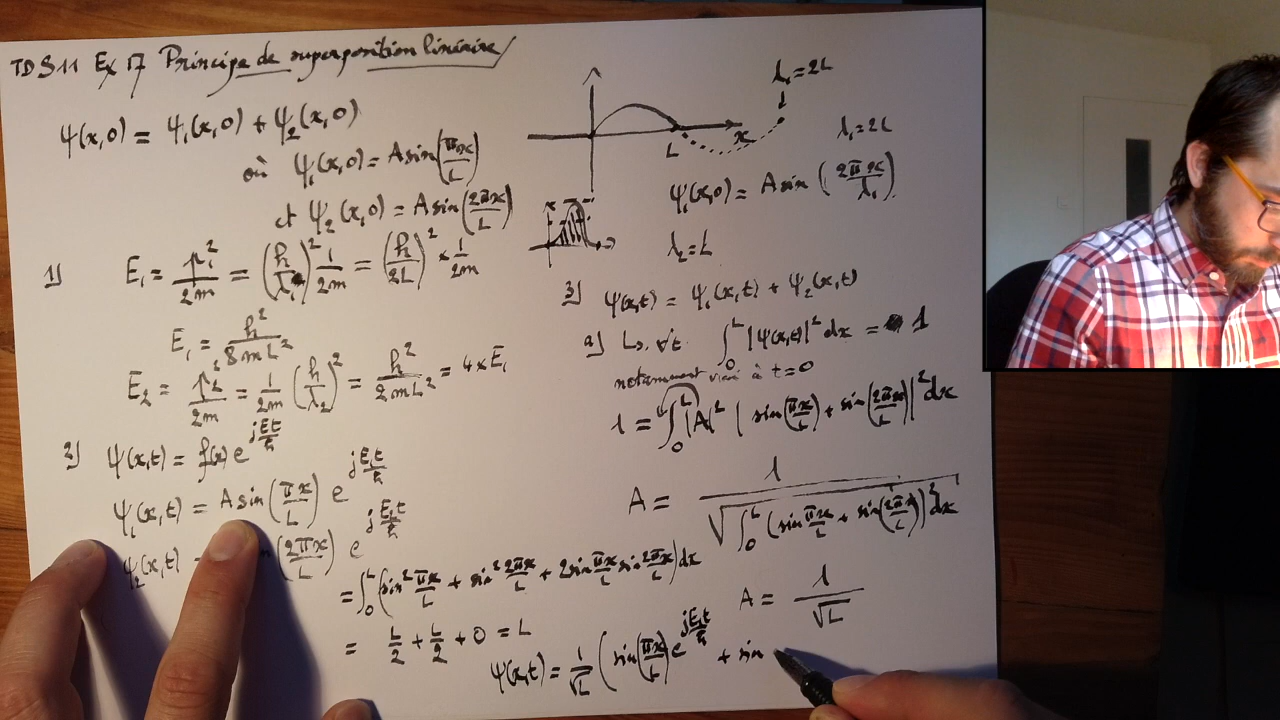 TD S11 Ex 17 Principe de superposition linéaire
ψ(x,0) = ψ₁(x,0) + ψ₂(x,0)
où ψ₁(x,0) = A sin(πx/L)
et ψ₂(x,0) = A sin(2πx/L)
1) E₁ = p₁²/2m = (h/λ₁)² 1/2m = (h/2L)² × 1/2m
E₁ = h²/8mL²
E₂ = p₂²/2m = 1/2m (h/λ₂)² = h²/2mL² = 4 × E₁
2) ψ(x,t) = f(x) e^(jEt/ħ)
ψ₁(x,t) = A sin(πx/L) e^(jE₁t/ħ)
ψ₂(x,t) = (2πx/L) e^(jE₂t/ħ)
λ₁ = 2L
x
L
λ₁ = 2L
ψ₁(x,0) = A sin(2πx/λ₁)
λ₂ = L
3) ψ(x,t) = ψ₁(x,t) + ψ₂(x,t)
a) ∀t ∫₀ᴸ |ψ(x,t)|² dx = 1
notamment vrai à t=0
1 = ∫₀ᴸ |A|² | sin(πx/L) + sin(2πx/L) |² dx
A = 1/√(∫₀ᴸ (sin πx/L + sin(2πx/L))² dx)
= ∫₀ᴸ (sin² πx/L + sin² 2πx/L + 2 sin πx/L sin 2πx/L) dx
= L/2 + L/2 + 0 = L
A = 1/√L
ψ(x,t) = 1/√L (sin(πx/L) e^(jE₁t/ħ) + sin